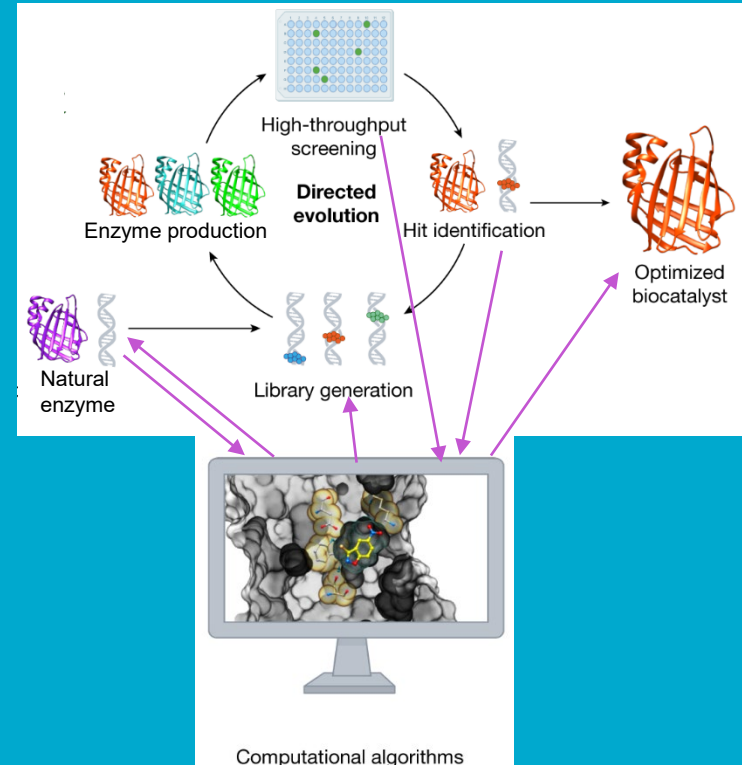 High-throughput
screening
Directed
evolution
Enzyme production
Hit identification
Optimized
biocatalyst
Natural
enzyme
Library generation
Computational algorithms